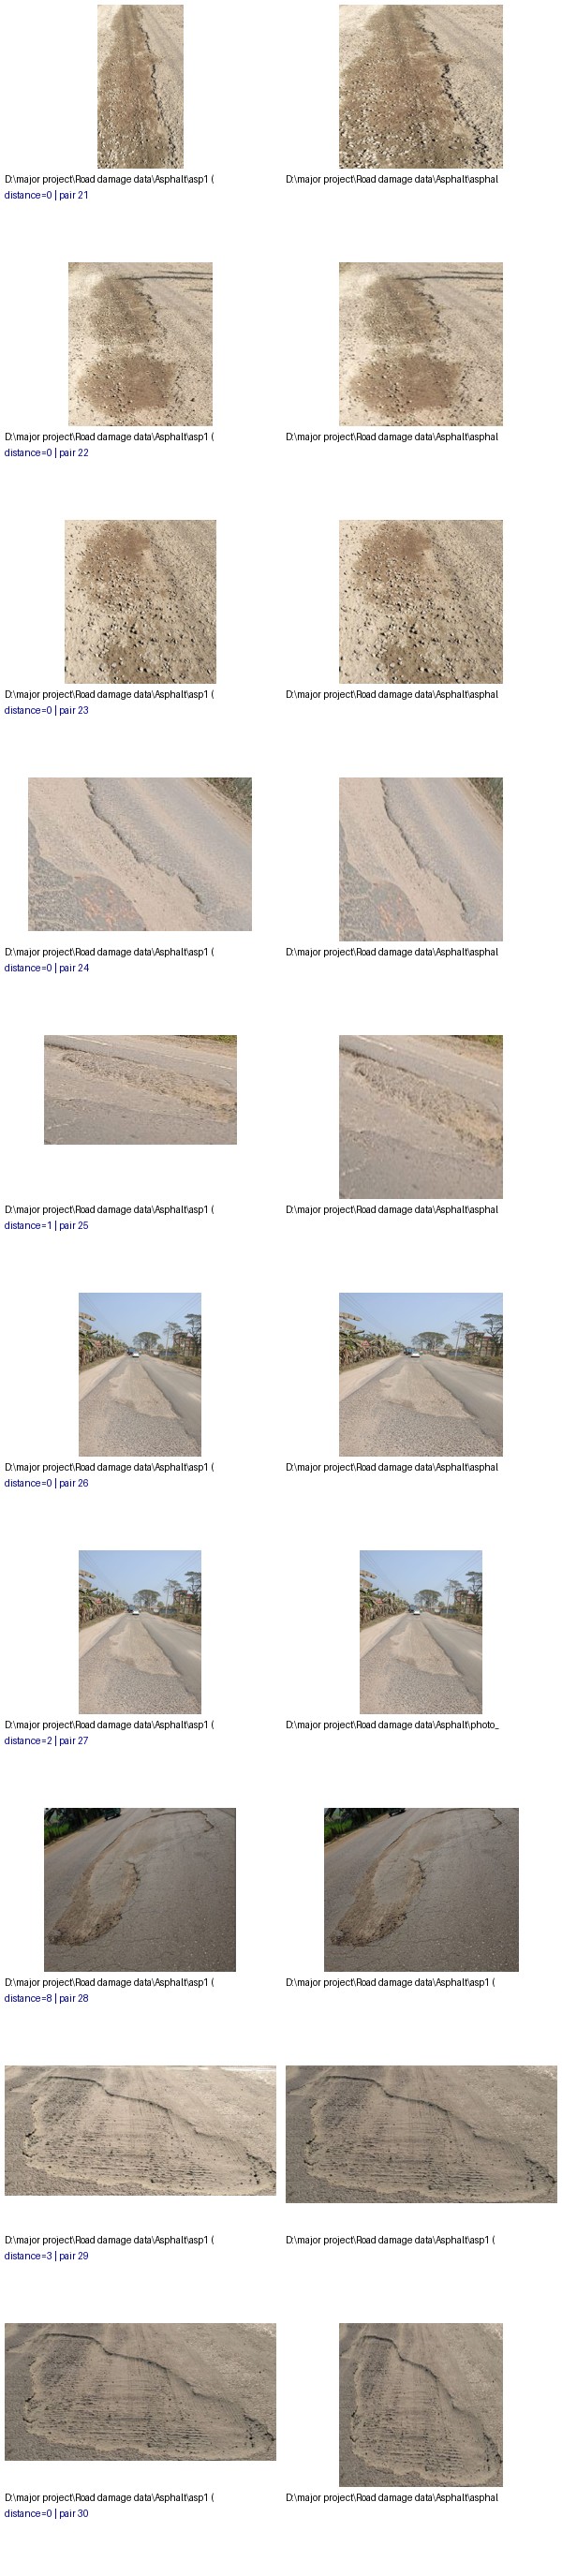 D:\major project\Road damage data\Asphalt\asp1 (
D:\major project\Road damage data\Asphalt\asphal
distance=0 | pair 21
D:\major project\Road damage data\Asphalt\asp1 (
D:\major project\Road damage data\Asphalt\asphal
distance=0 | pair 22
D:\major project\Road damage data\Asphalt\asp1 (
D:\major project\Road damage data\Asphalt\asphal
distance=0 | pair 23
D:\major project\Road damage data\Asphalt\asp1 (
D:\major project\Road damage data\Asphalt\asphal
distance=0 | pair 24
D:\major project\Road damage data\Asphalt\asp1 (
D:\major project\Road damage data\Asphalt\asphal
distance=1 | pair 25
D:\major project\Road damage data\Asphalt\asp1 (
D:\major project\Road damage data\Asphalt\asphal
distance=0 | pair 26
D:\major project\Road damage data\Asphalt\asp1 (
D:\major project\Road damage data\Asphalt\photo_
distance=2 | pair 27
D:\major project\Road damage data\Asphalt\asp1 (
D:\major project\Road damage data\Asphalt\asp1 (
distance=8 | pair 28
D:\major project\Road damage data\Asphalt\asp1 (
D:\major project\Road damage data\Asphalt\asp1 (
distance=3 | pair 29
D:\major project\Road damage data\Asphalt\asp1 (
D:\major project\Road damage data\Asphalt\asphal
distance=0 | pair 30